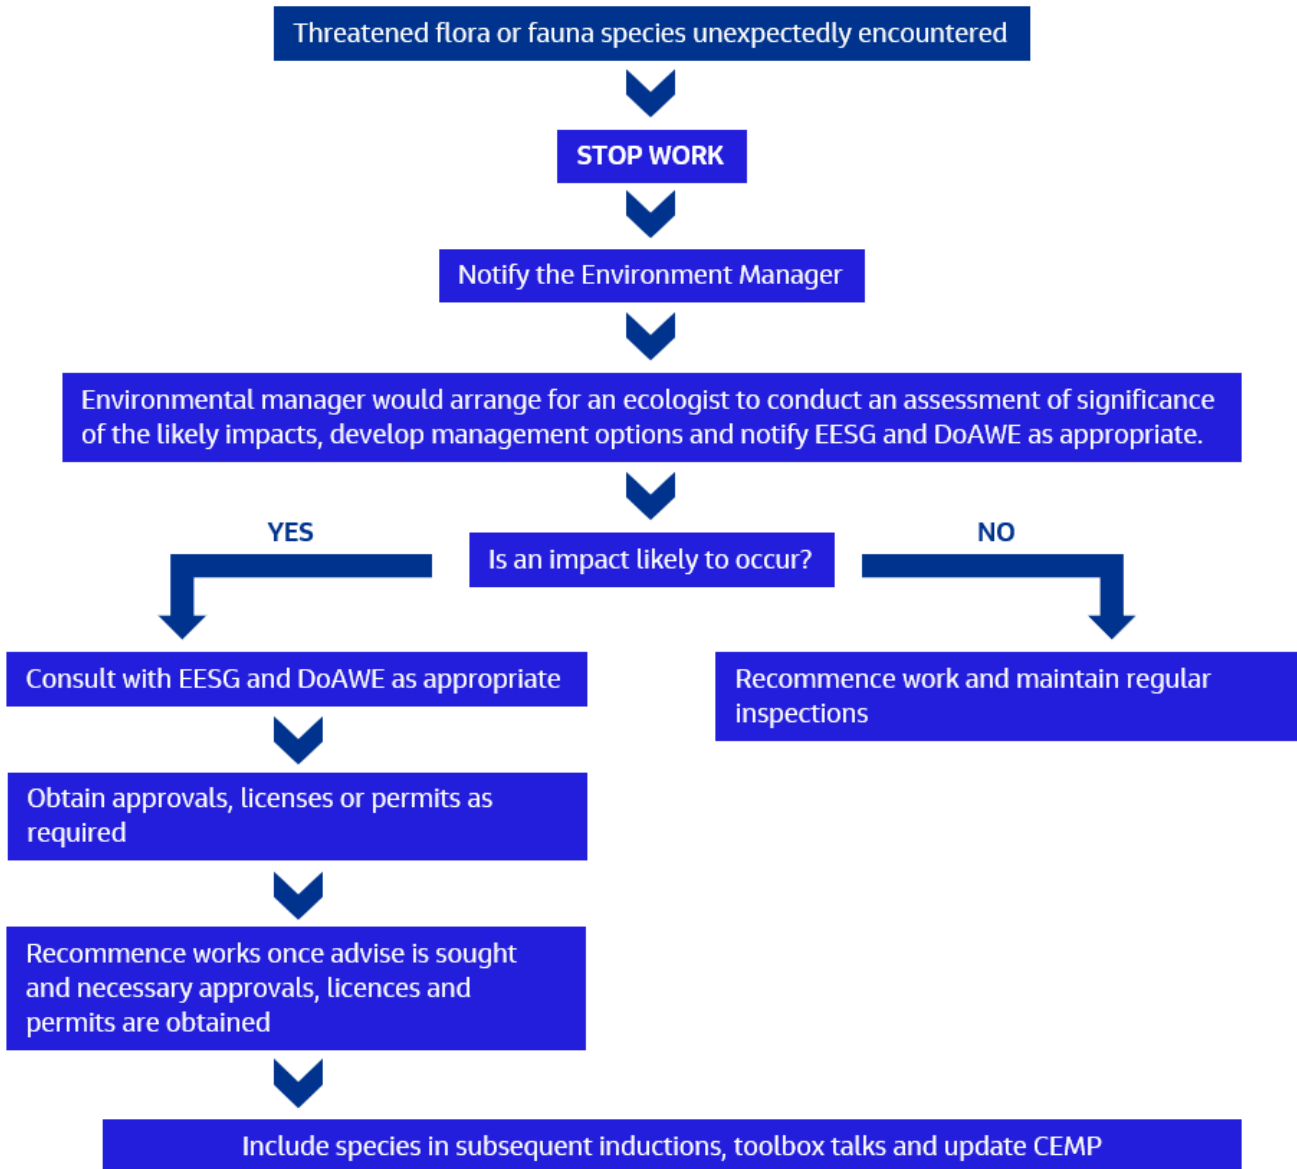 Threatened flora or fauna species unexpectedly encountered
STOP WORK
Notify the Environment Manager
Environmental manager would arrange for an ecologist to conduct an assessment of significance
of the likely impacts, develop management options and notify EESG and DoAWE as appropriate.
Is an impact likely to occur?
YES
NO
Consult with EESG and DoAWE as appropriate
Recommence work and maintain regular
inspections
Obtain approvals, licenses or permits as
required
Recommence works once advise is sought
and necessary approvals, licences and
permits are obtained
Include species in subsequent inductions, toolbox talks and update CEMP